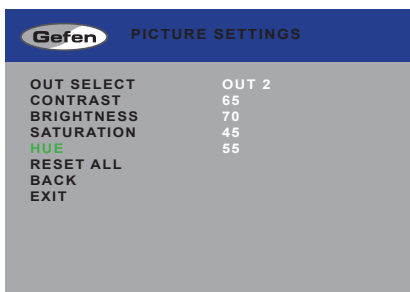 Gefen PICTURE SETTINGS
OUT SELECT OUT 2
CONTRAST 65
BRIGHTNESS 70
SATURATION 45
HUE 55
RESET ALL
BACK
EXIT